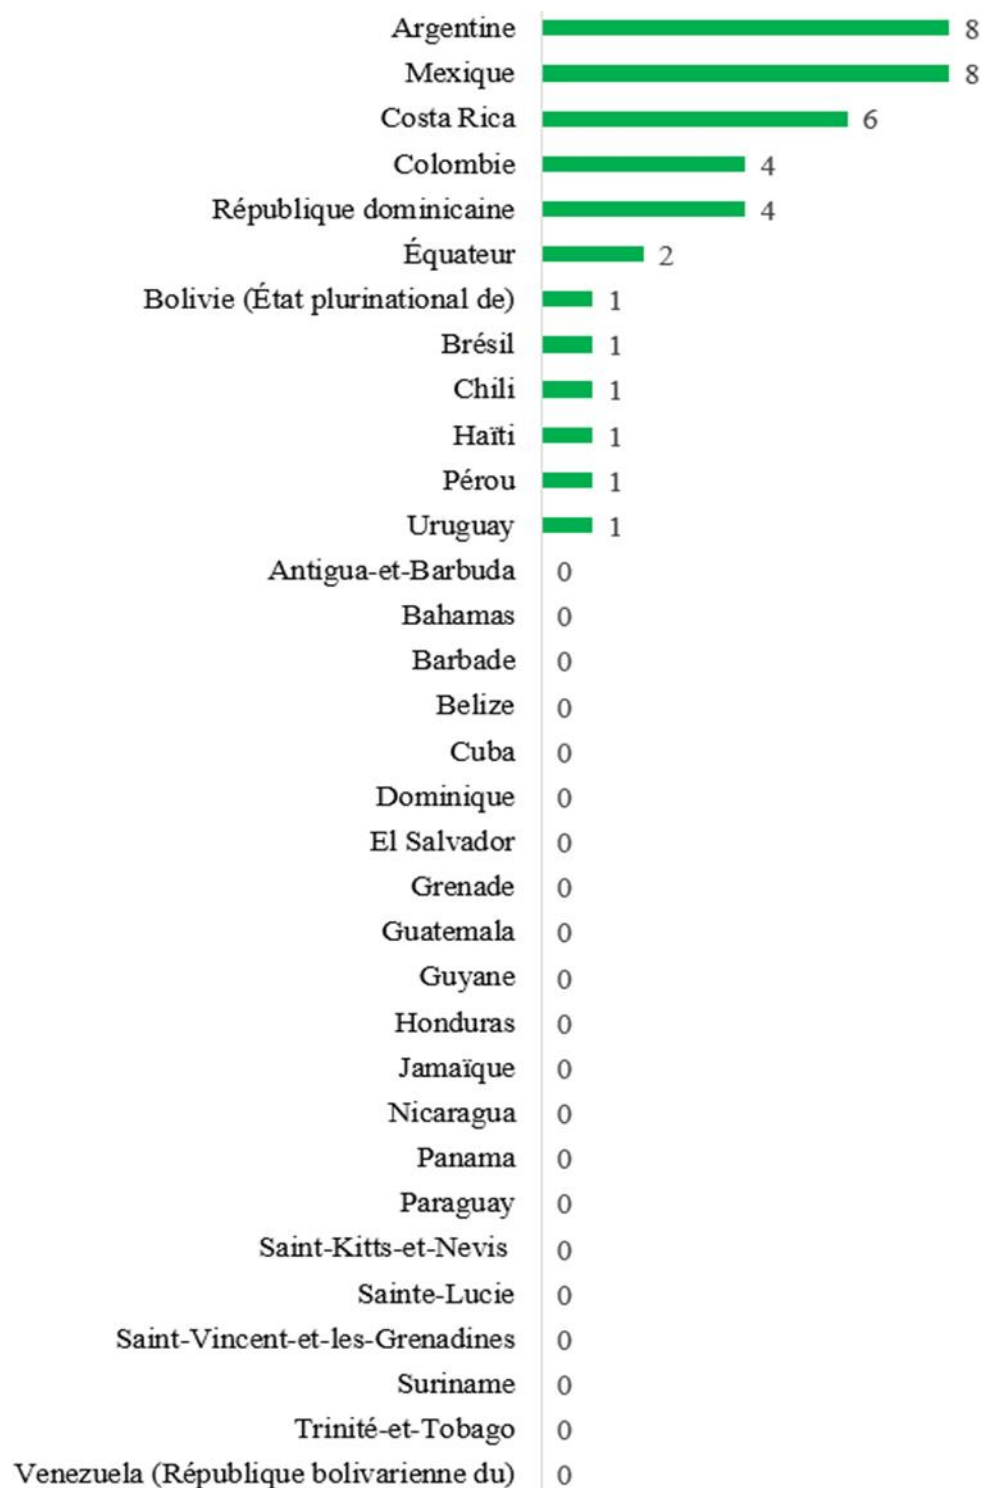 Argentine 8
Mexique 8
Costa Rica 6
Colombie 4
République dominicaine 4
Équateur 2
Bolivie (État plurinational de) 1
Brésil 1
Chili 1
Haïti 1
Pérou 1
Uruguay 1
Antigua-et-Barbuda 0
Bahamas 0
Barbade 0
Belize 0
Cuba 0
Dominique 0
El Salvador 0
Grenade 0
Guatemala 0
Guyane 0
Honduras 0
Jamaïque 0
Nicaragua 0
Panama 0
Paraguay 0
Saint-Kitts-et-Nevis 0
Sainte-Lucie 0
Saint-Vincent-et-les-Grenadines 0
Suriname 0
Trinité-et-Tobago 0
Venezuela (République bolivarienne du) 0